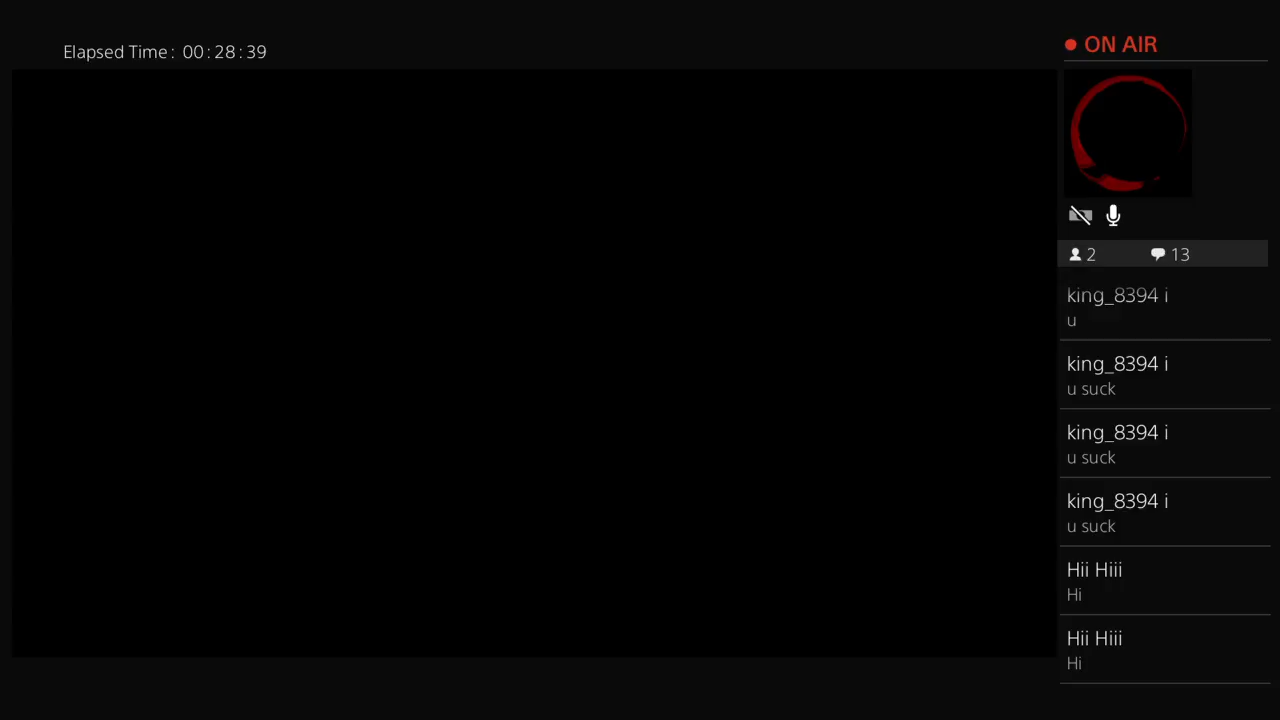 Elapsed Time: 00:28:39
ON AIR
2 13
king_8394 i
u
king_8394 i
u suck
king_8394 i
u suck
king_8394 i
u suck
Hii Hiii
Hi
Hii Hiii
Hi